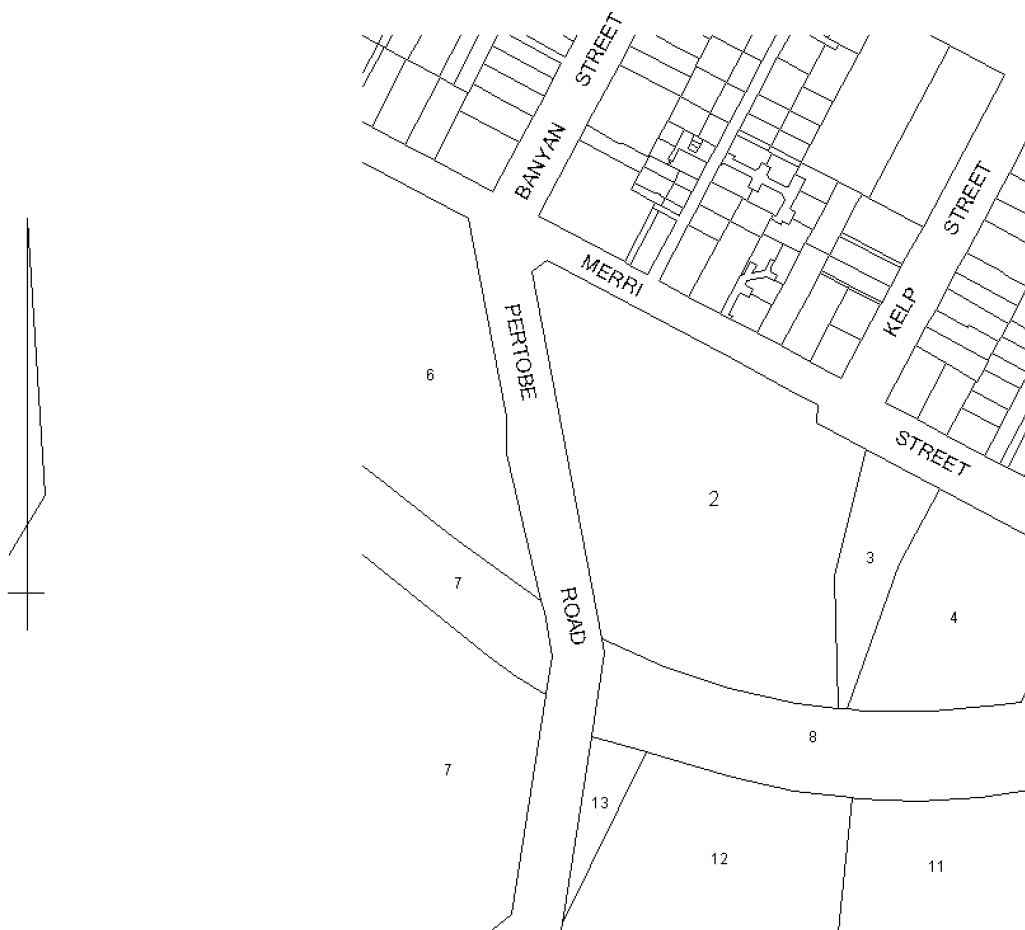 STREET
BANYAN
STREET
MERRI
KELP
PERTOBE
6
STREET
2
3
7
ROAD
4
8
7
13
12
11